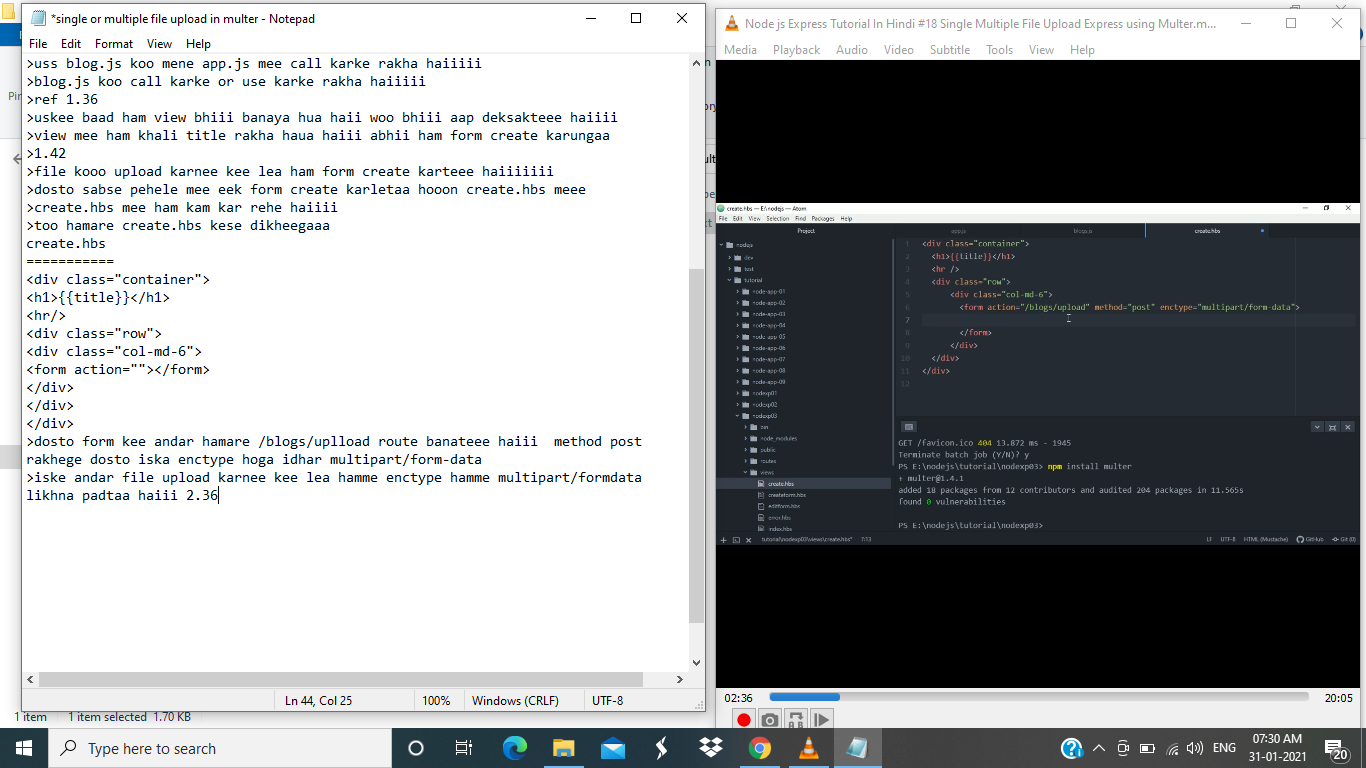 *single or multiple file upload in multer - Notepad
File Edit Format View Help
>uss blog.js koo mene app.js mee call karke rakha haiiiii
>blog.js koo call karke or use karke rakha haiiiii
>ref 1.36
>uskee baad ham view bhiii banaya hua haii woo bhiii aap deksakteee haiiii
>view mee ham khali title rakha haua haiii abhii ham form create karungaa
>1.42
>file kooo upload karnee kee lea ham form create karteee haiiiiiii
>dosto sabse pehele mee eek form create karletaa hooon create.hbs meee
>create.hbs mee ham kam kar rehe haiiii
>too hamare create.hbs kese dikheegaaa
create.hbs
===========
<div class="container">
<h1>{{title}}</h1>
<hr/>
<div class="row">
<div class="col-md-6">
<form action=""></form>
</div>
</div>
</div>
>dosto form kee andar hamare /blogs/uplload route banateee haiii  method post
rakhege dosto iska enctype hoga idhar multipart/form-data
>iske andar file upload karnee kee lea hamme enctype hamme multipart/formdata
likhna padtaa haiii 2.36
Ln 44, Col 25 100% Windows (CRLF) UTF-8
1 item 1 item selected 1.70 KB
Node js Express Tutorial In Hindi #18 Single Multiple File Upload Express using Multer.m...
Media Playback Audio Video Subtitle Tools View Help
create.hbs — E:\nodejs — Atom
File Edit View Selection Find Packages Help
Project app.js blogs.js create.hbs
nodejs
dev
test
tutorial
node-app-01
node-app-02
node-app-03
node-app-04
node-app-05
node-app-06
node-app-07
node-app-08
node-app-09
nodexp01
nodexp02
nodexp03
bin
node_modules
public
routes
views
create.hbs
createform.hbs
editform.hbs
error.hbs
index.hbs
1 <div class="container">
2 <h1>{{title}}</h1>
3 <hr />
4 <div class="row">
5 <div class="col-md-6">
6 <form action="/blogs/upload" method="post" enctype="multipart/form-data">
7
8 </form>
9 </div>
10 </div>
11 </div>
12
GET /favicon.ico 404 13.872 ms - 1945
Terminate batch job (Y/N)? y
PS E:\nodejs\tutorial\nodexp03> npm install multer
+ multer@1.4.1
added 18 packages from 12 contributors and audited 204 packages in 11.565s
found 0 vulnerabilities
PS E:\nodejs\tutorial\nodexp03>
tutorial\nodexp03\views\create.hbs* 7:13 LF UTF-8 HTML (Mustache) GitHub Git (0)
02:36 20:05
Type here to search
ENG 07:30 AM
31-01-2021
20